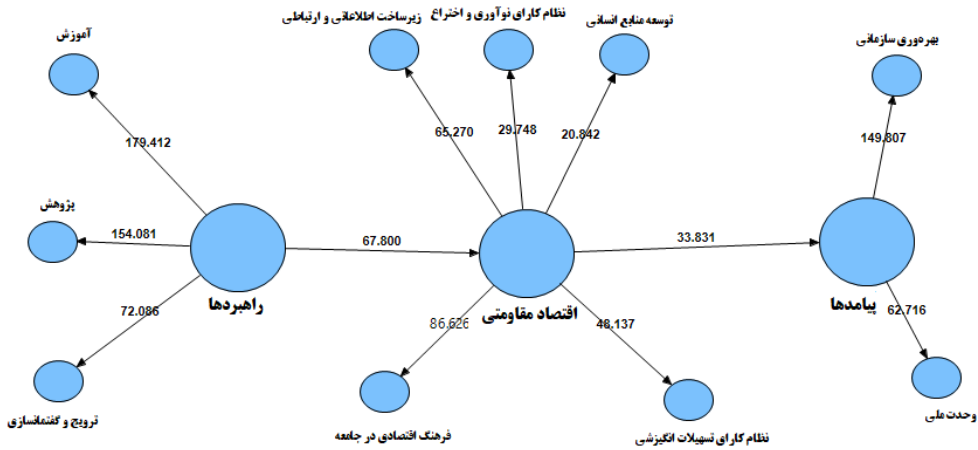 زیرساخت اطلاعاتی و ارتباطی
نظام کارای نوآوری و اختراع
توسعه منابع انسانی
آموزش
بهره‌وری سازمانی
179.412
65.270
29.748
20.842
149.807
پژوهش
154.081
67.800
33.831
راهبردها
اقتصاد مقاومتی
پیامدها
72.086
86.626
48.137
62.716
ترویج و گفتمانسازی
فرهنگ اقتصادی در جامعه
نظام کارای تسهیلات انگیزشی
وحدت ملی